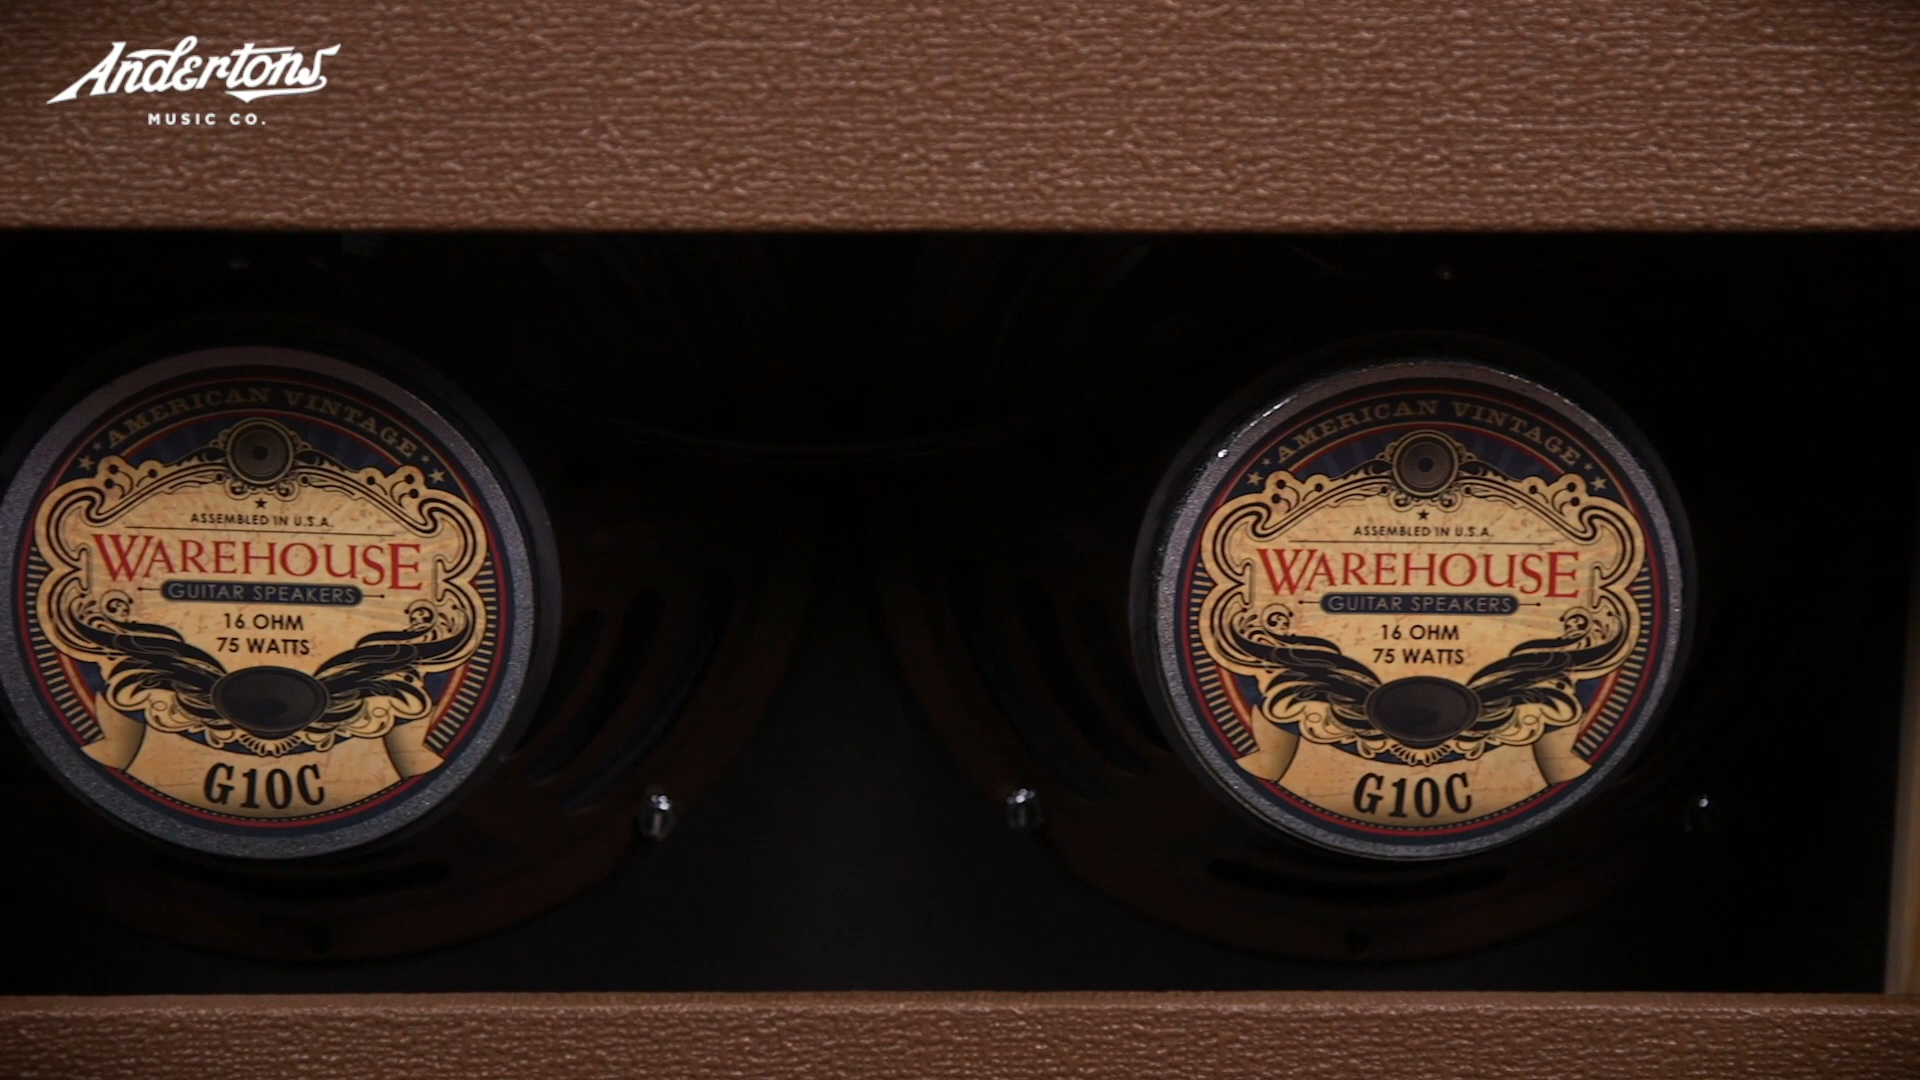 Andertons
MUSIC CO.
AMERICAN VINTAGE
ASSEMBLED IN U.S.A.
WAREHOUSE
GUITAR SPEAKERS
16 OHM
75 WATTS
G10C
AMERICAN VINTAGE
ASSEMBLED IN U.S.A.
WAREHOUSE
GUITAR SPEAKERS
16 OHM
75 WATTS
G10C